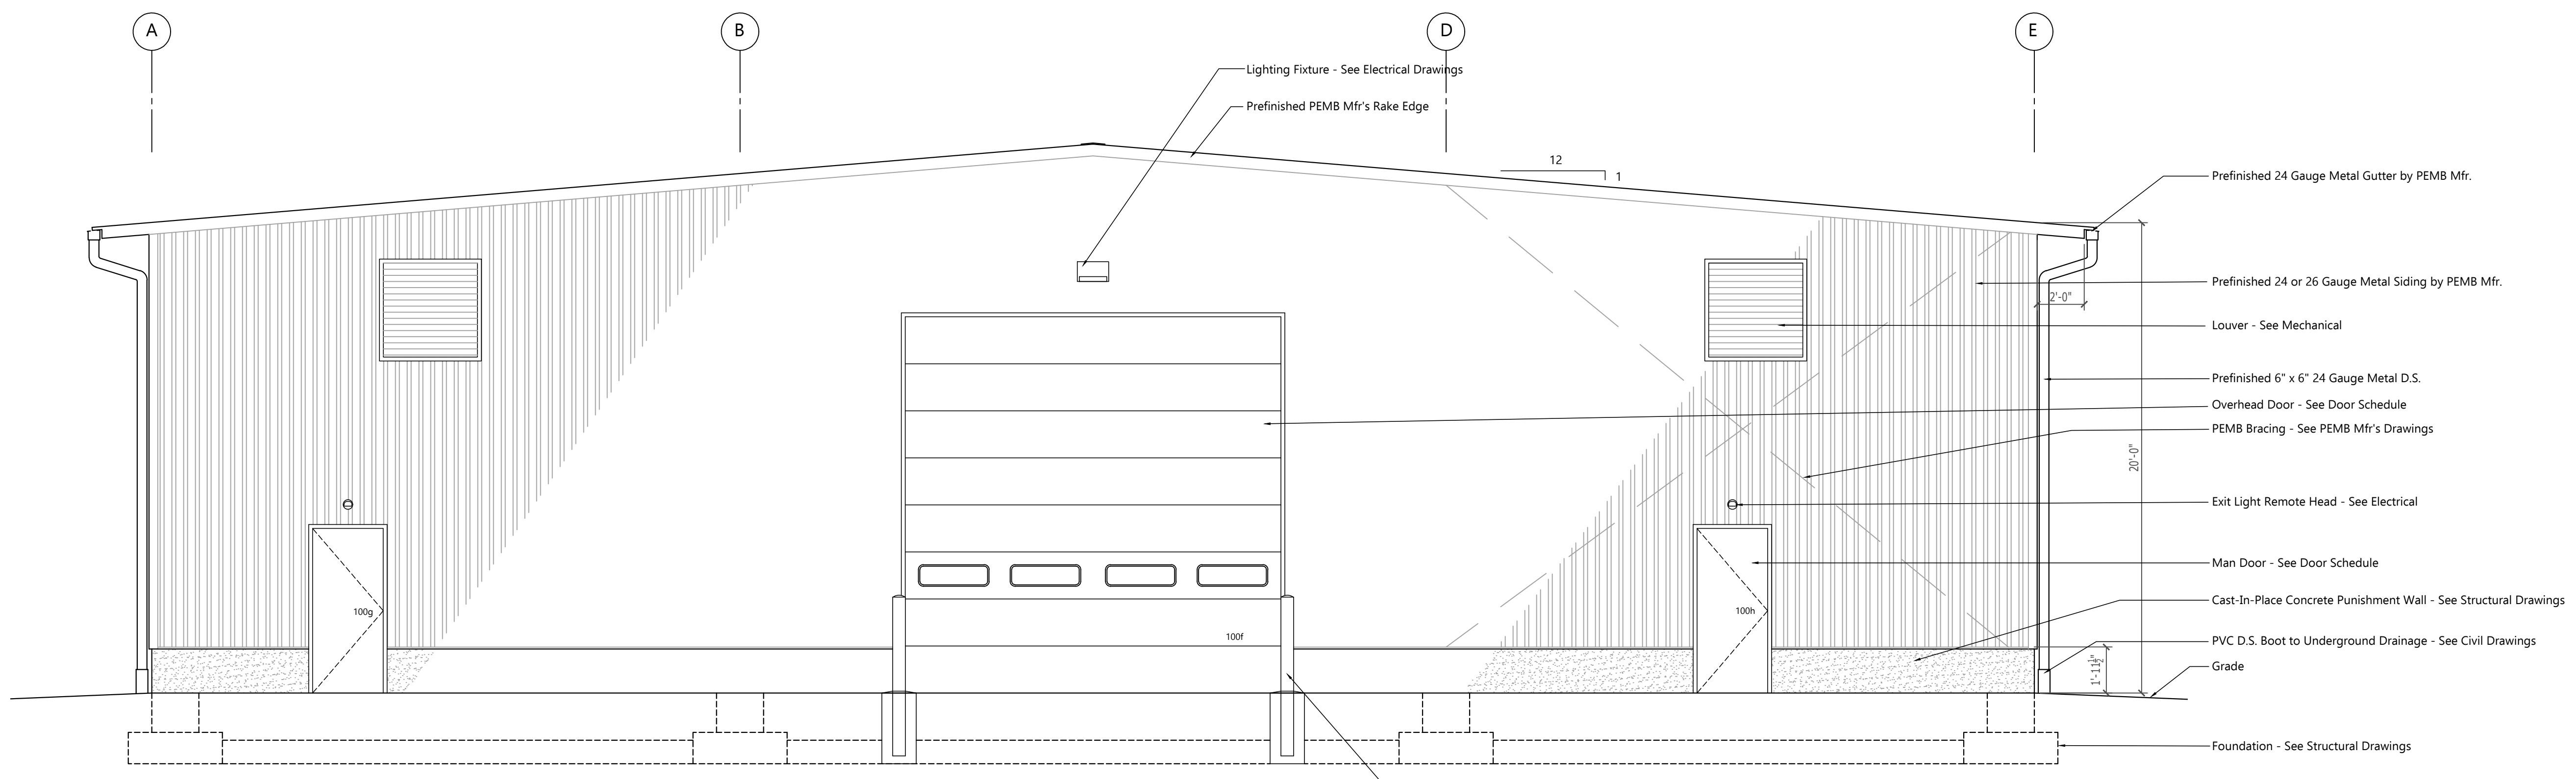 A
B
D
E
Lighting Fixture - See Electrical Drawings
Prefinished PEMB Mfr's Rake Edge
12
1
Prefinished 24 Gauge Metal Gutter by PEMB Mfr.
Prefinished 24 or 26 Gauge Metal Siding by PEMB Mfr.
2'-0"
Louver - See Mechanical
Prefinished 6" x 6" 24 Gauge Metal D.S.
Overhead Door - See Door Schedule
PEMB Bracing - See PEMB Mfr's Drawings
20'-0"
Exit Light Remote Head - See Electrical
Man Door - See Door Schedule
Cast-In-Place Concrete Punishment Wall - See Structural Drawings
100g
100h
100f
PVC D.S. Boot to Underground Drainage - See Civil Drawings
1'-11½"
Grade
Foundation - See Structural Drawings